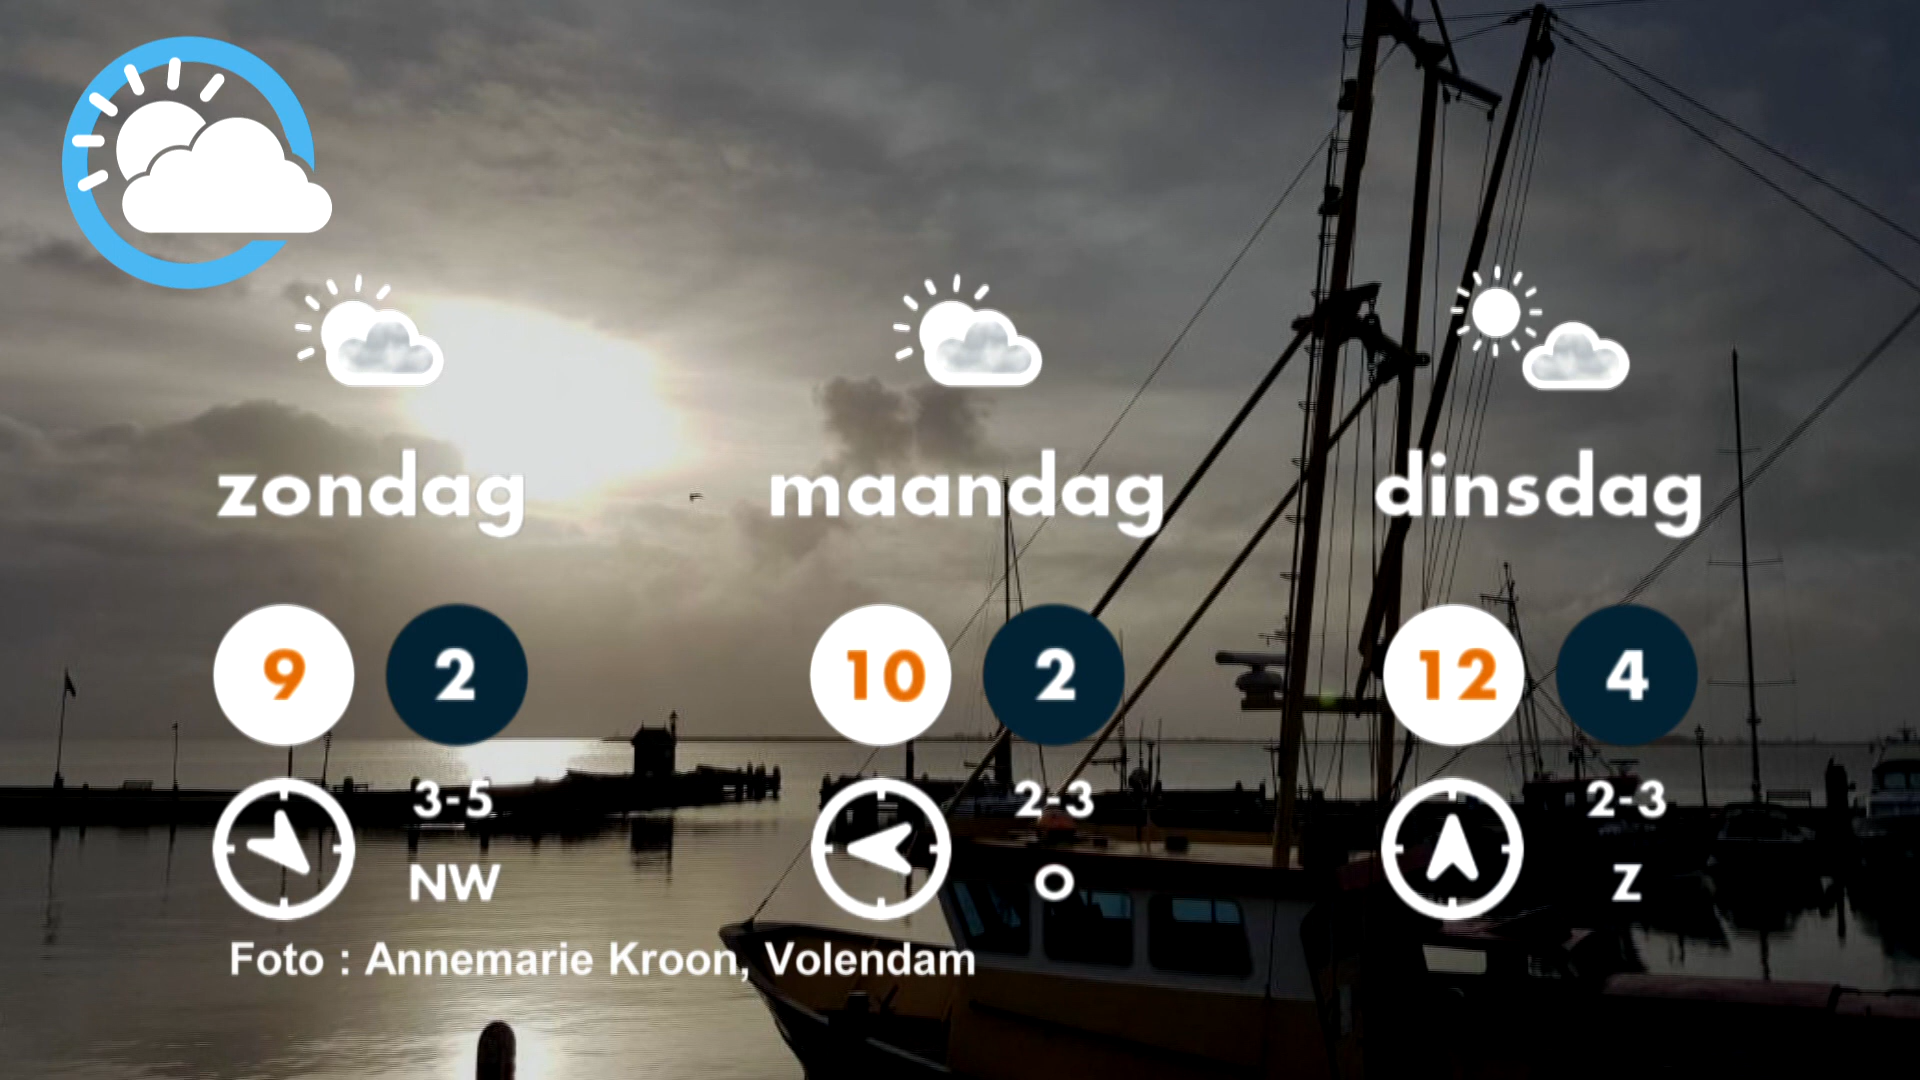 zondag maandag dinsdag
9 2 10 2 12 4
3-5 2-3 2-3
NW O Z
Foto : Annemarie Kroon, Volendam